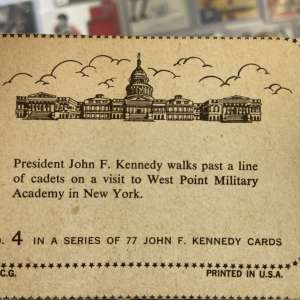 President John F. Kennedy walks past a line
of cadets on a visit to West Point Military
Academy in New York.
. 4 IN A SERIES OF 77 JOHN F. KENNEDY CARDS
C.G. PRINTED IN U.S.A.